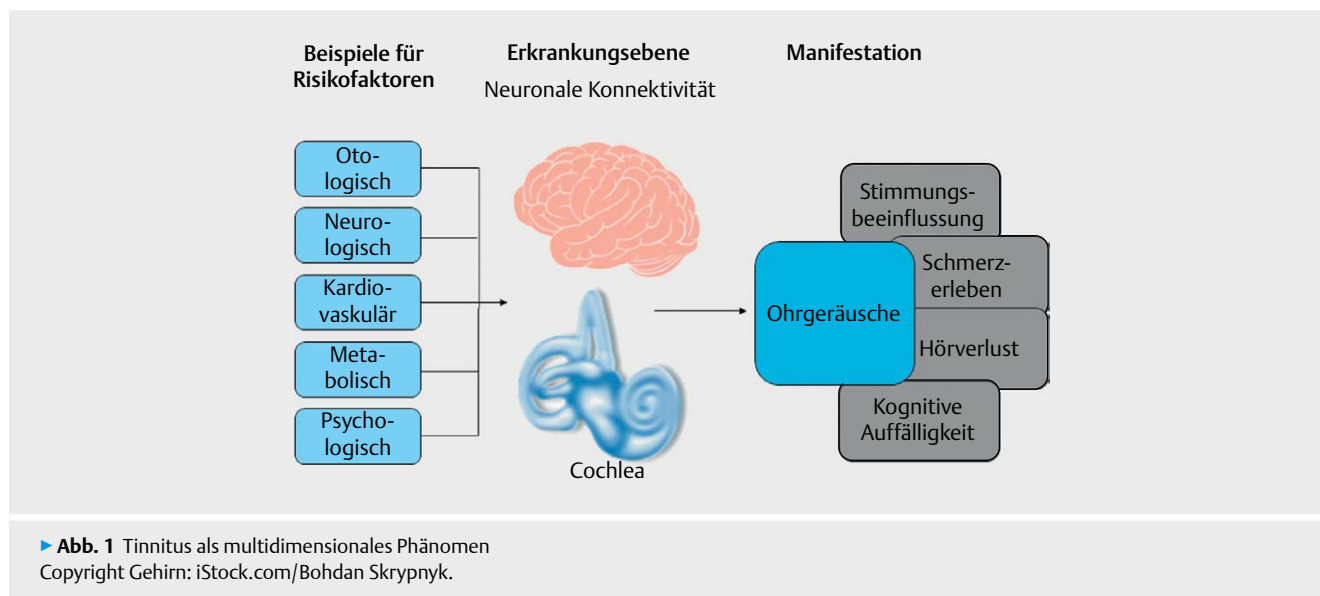 Beispiele für
Risikofaktoren
Erkrankungsebene
Neuronale Konnektivität
Manifestation
Oto-
logisch
Neuro-
logisch
Kardio-
vaskulär
Meta-
bolisch
Psycho-
logisch
Cochlea
Ohrgeräusche
Stimmungs-
beeinflussung
Schmerz-
erleben
Hörverlust
Kognitive
Auffälligkeit
▶ Abb. 1 Tinnitus als multidimensionales Phänomen
Copyright Gehirn: iStock.com/Bohdan Skrypnyk.